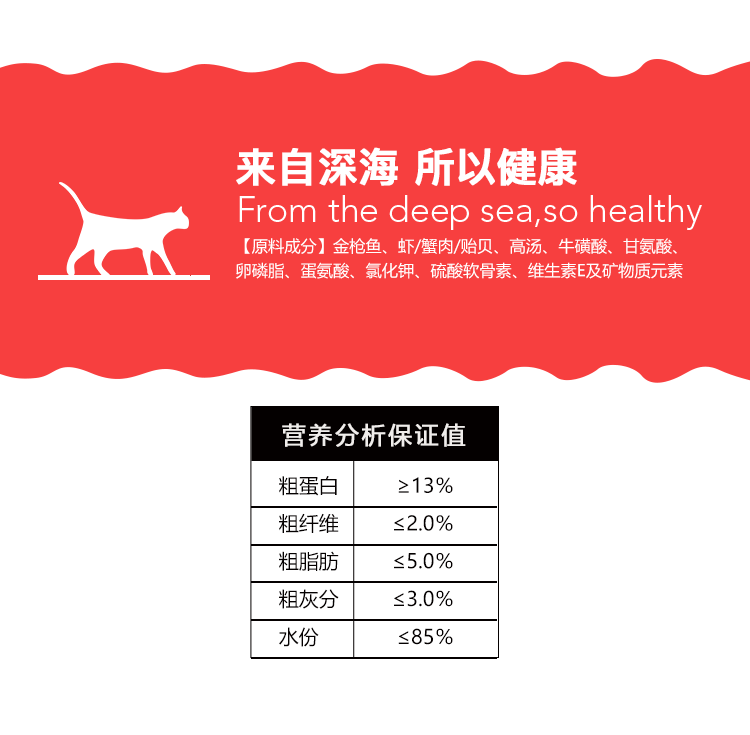 来自深海 所以健康
From the deep sea,so healthy
【原料成分】金枪鱼、虾/蟹肉/贻贝、高汤、牛磺酸、甘氨酸、
卵磷脂、蛋氨酸、氯化钾、硫酸软骨素、维生素E及矿物质元素
营养分析保证值
粗蛋白 ≥13%
粗纤维 ≤2.0%
粗脂肪 ≤5.0%
粗灰分 ≤3.0%
水份 ≤85%